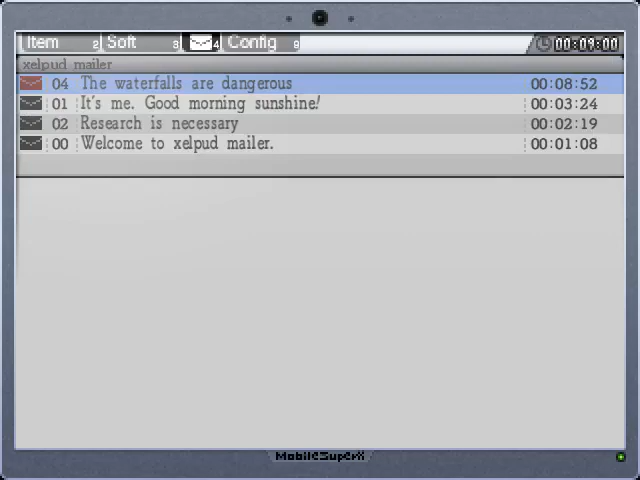 Item 2 Soft 3 4 Config 9 00:09:00
xelpud mailer
04 The waterfalls are dangerous 00:08:52
01 It's me. Good morning sunshine! 00:03:24
02 Research is necessary 00:02:19
00 Welcome to xelpud mailer. 00:01:08
MobileSuperX